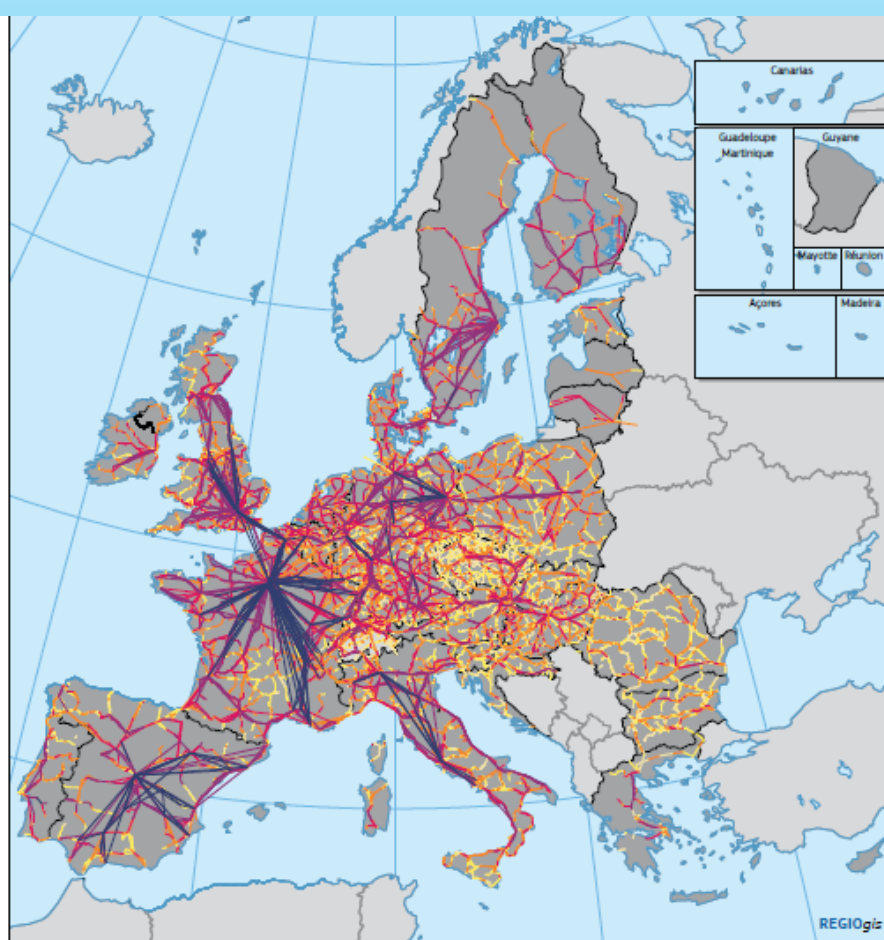 Canarias
Guadeloupe
Martinique
Guyane
Mayotte
Réunion
Açores
Madeira
REGIOgis